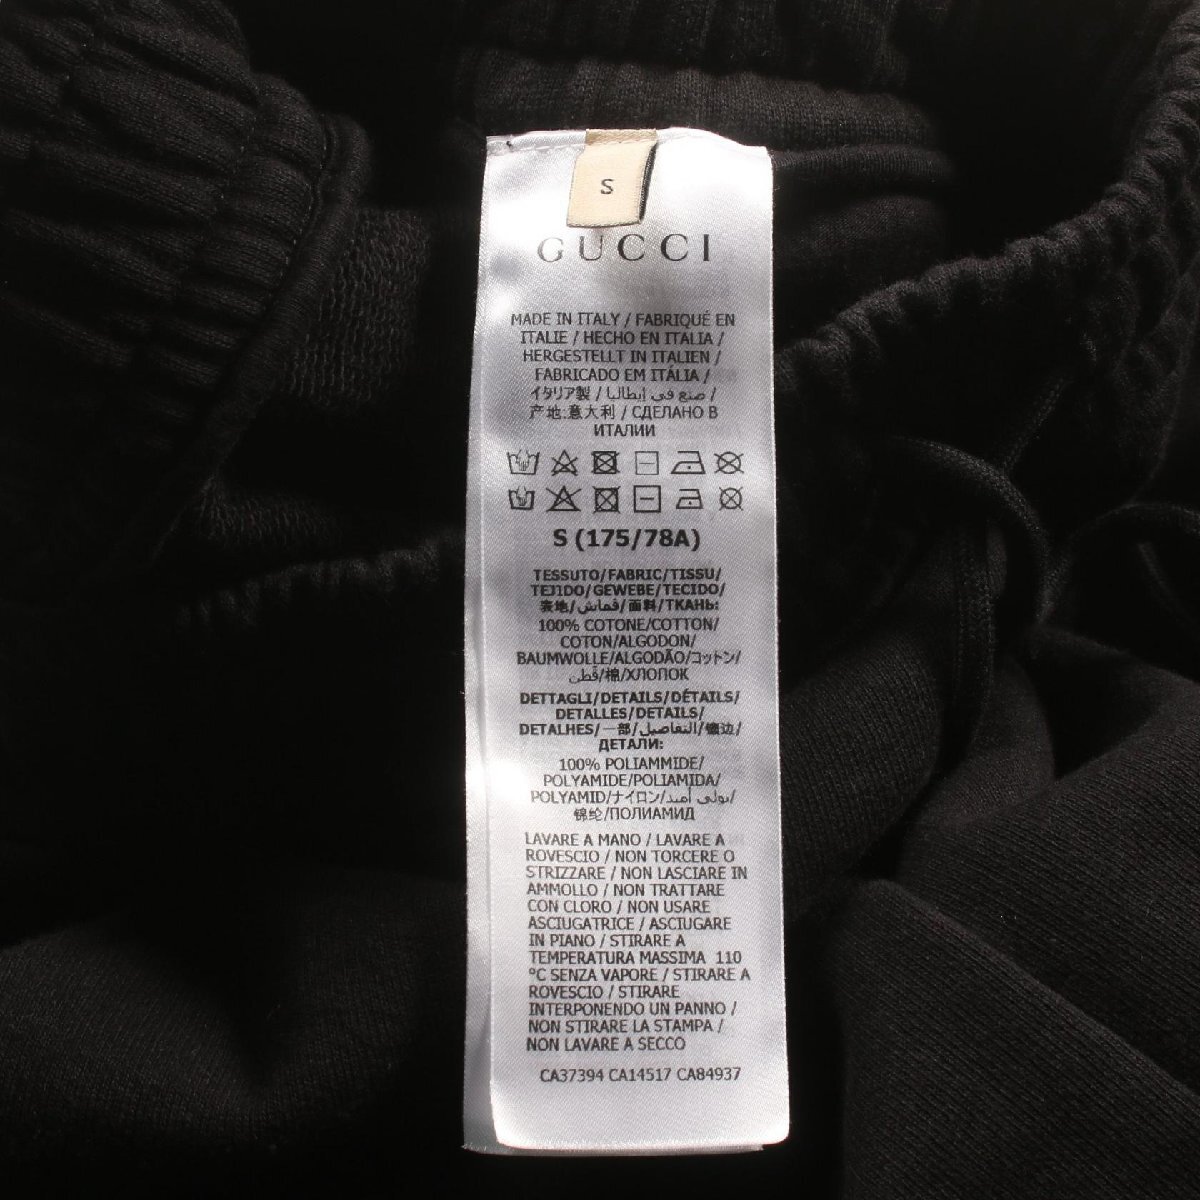 S
GUCCI
MADE IN ITALY / FABRIQUÉ EN
ITALIE / HECHO EN ITALIA /
HERGESTELLT IN ITALIEN /
FABRICADO EM ITÁLIA /
イタリア製 / صنع في إيطاليا /
产地:意大利 / СДЕЛАНО В
ИТАЛИИ
S (175/78A)
TESSUTO/FABRIC/TISSU/
TEJIDO/GEWEBE/TECIDO/
表地/قماش/面料/ТКАНЬ:
100% COTONE/COTTON/
COTON/ALGODON/
BAUMWOLLE/ALGODÃO/コットン/
قطن/棉/ХЛОПОК
DETTAGLI/DETAILS/DÉTAILS/
DETALLES/DETAILS/
DETALHES/一部/التفاصيل/镶边/
ДЕТАЛИ:
100% POLIAMMIDE/
POLYAMIDE/POLIAMIDA/
POLYAMID/ナイロン/بولي أميد/
锦纶/ПОЛИАМИД
LAVARE A MANO / LAVARE A
ROVESCIO / NON TORCERE O
STRIZZARE / NON LASCIARE IN
AMMOLLO / NON TRATTARE
CON CLORO / NON USARE
ASCIUGATRICE / ASCIUGARE
IN PIANO / STIRARE A
TEMPERATURA MASSIMA 110
°C SENZA VAPORE / STIRARE A
ROVESCIO / STIRARE
INTERPONENDO UN PANNO /
NON STIRARE LA STAMPA /
NON LAVARE A SECCO
CA37394 CA14517 CA84937